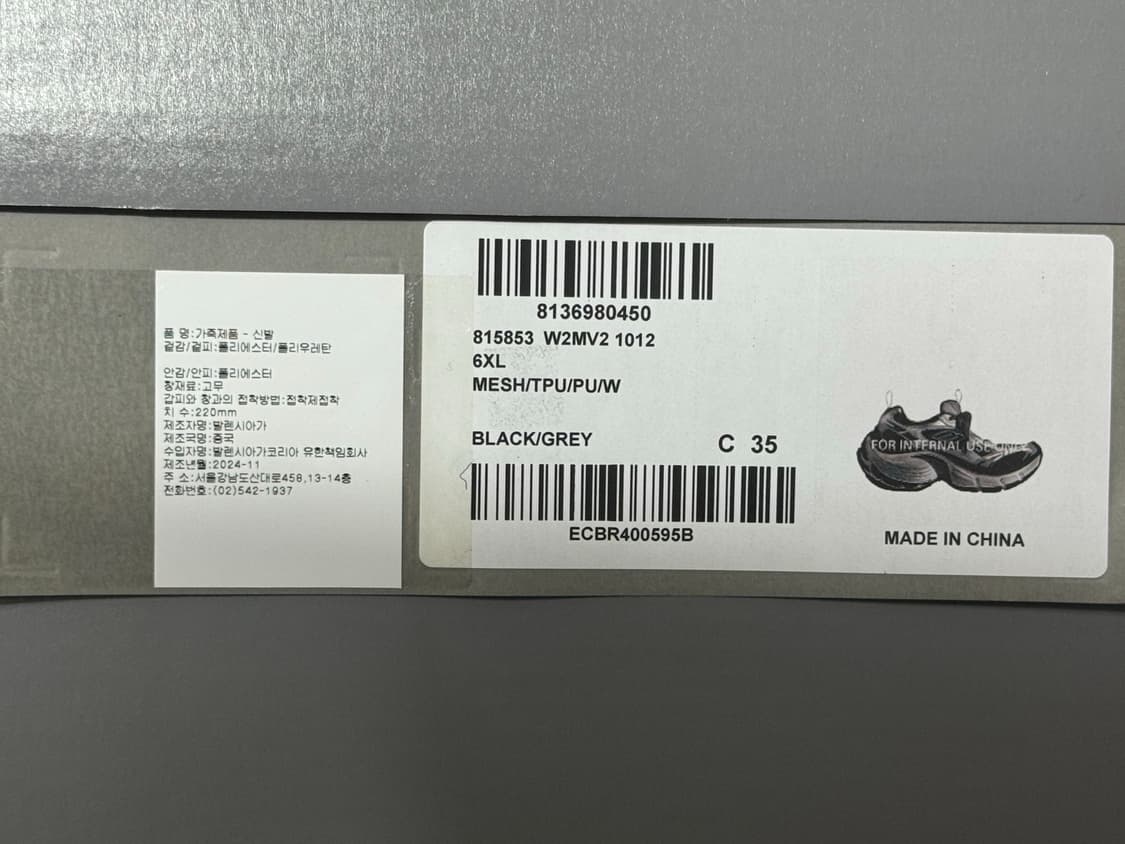 품 명:가죽제품 - 신발
겉감/겉피:폴리에스터/폴리우레탄
안감/안피:폴리에스터
창재료:고무
갑피와 창과의 접착방법:접착제접착
치 수:220mm
제조자명:발렌시아가
제조국명:중국
수입자명:발렌시아가코리아 유한책임회사
제조년월:2024-11
주 소:서울강남도산대로458,13-14층
전화번호:(02)542-1937
8136980450
815853 W2MV2 1012
6XL
MESH/TPU/PU/W
BLACK/GREY
C 35
ECBR400595B
FOR INTERNAL USE ONLY
MADE IN CHINA